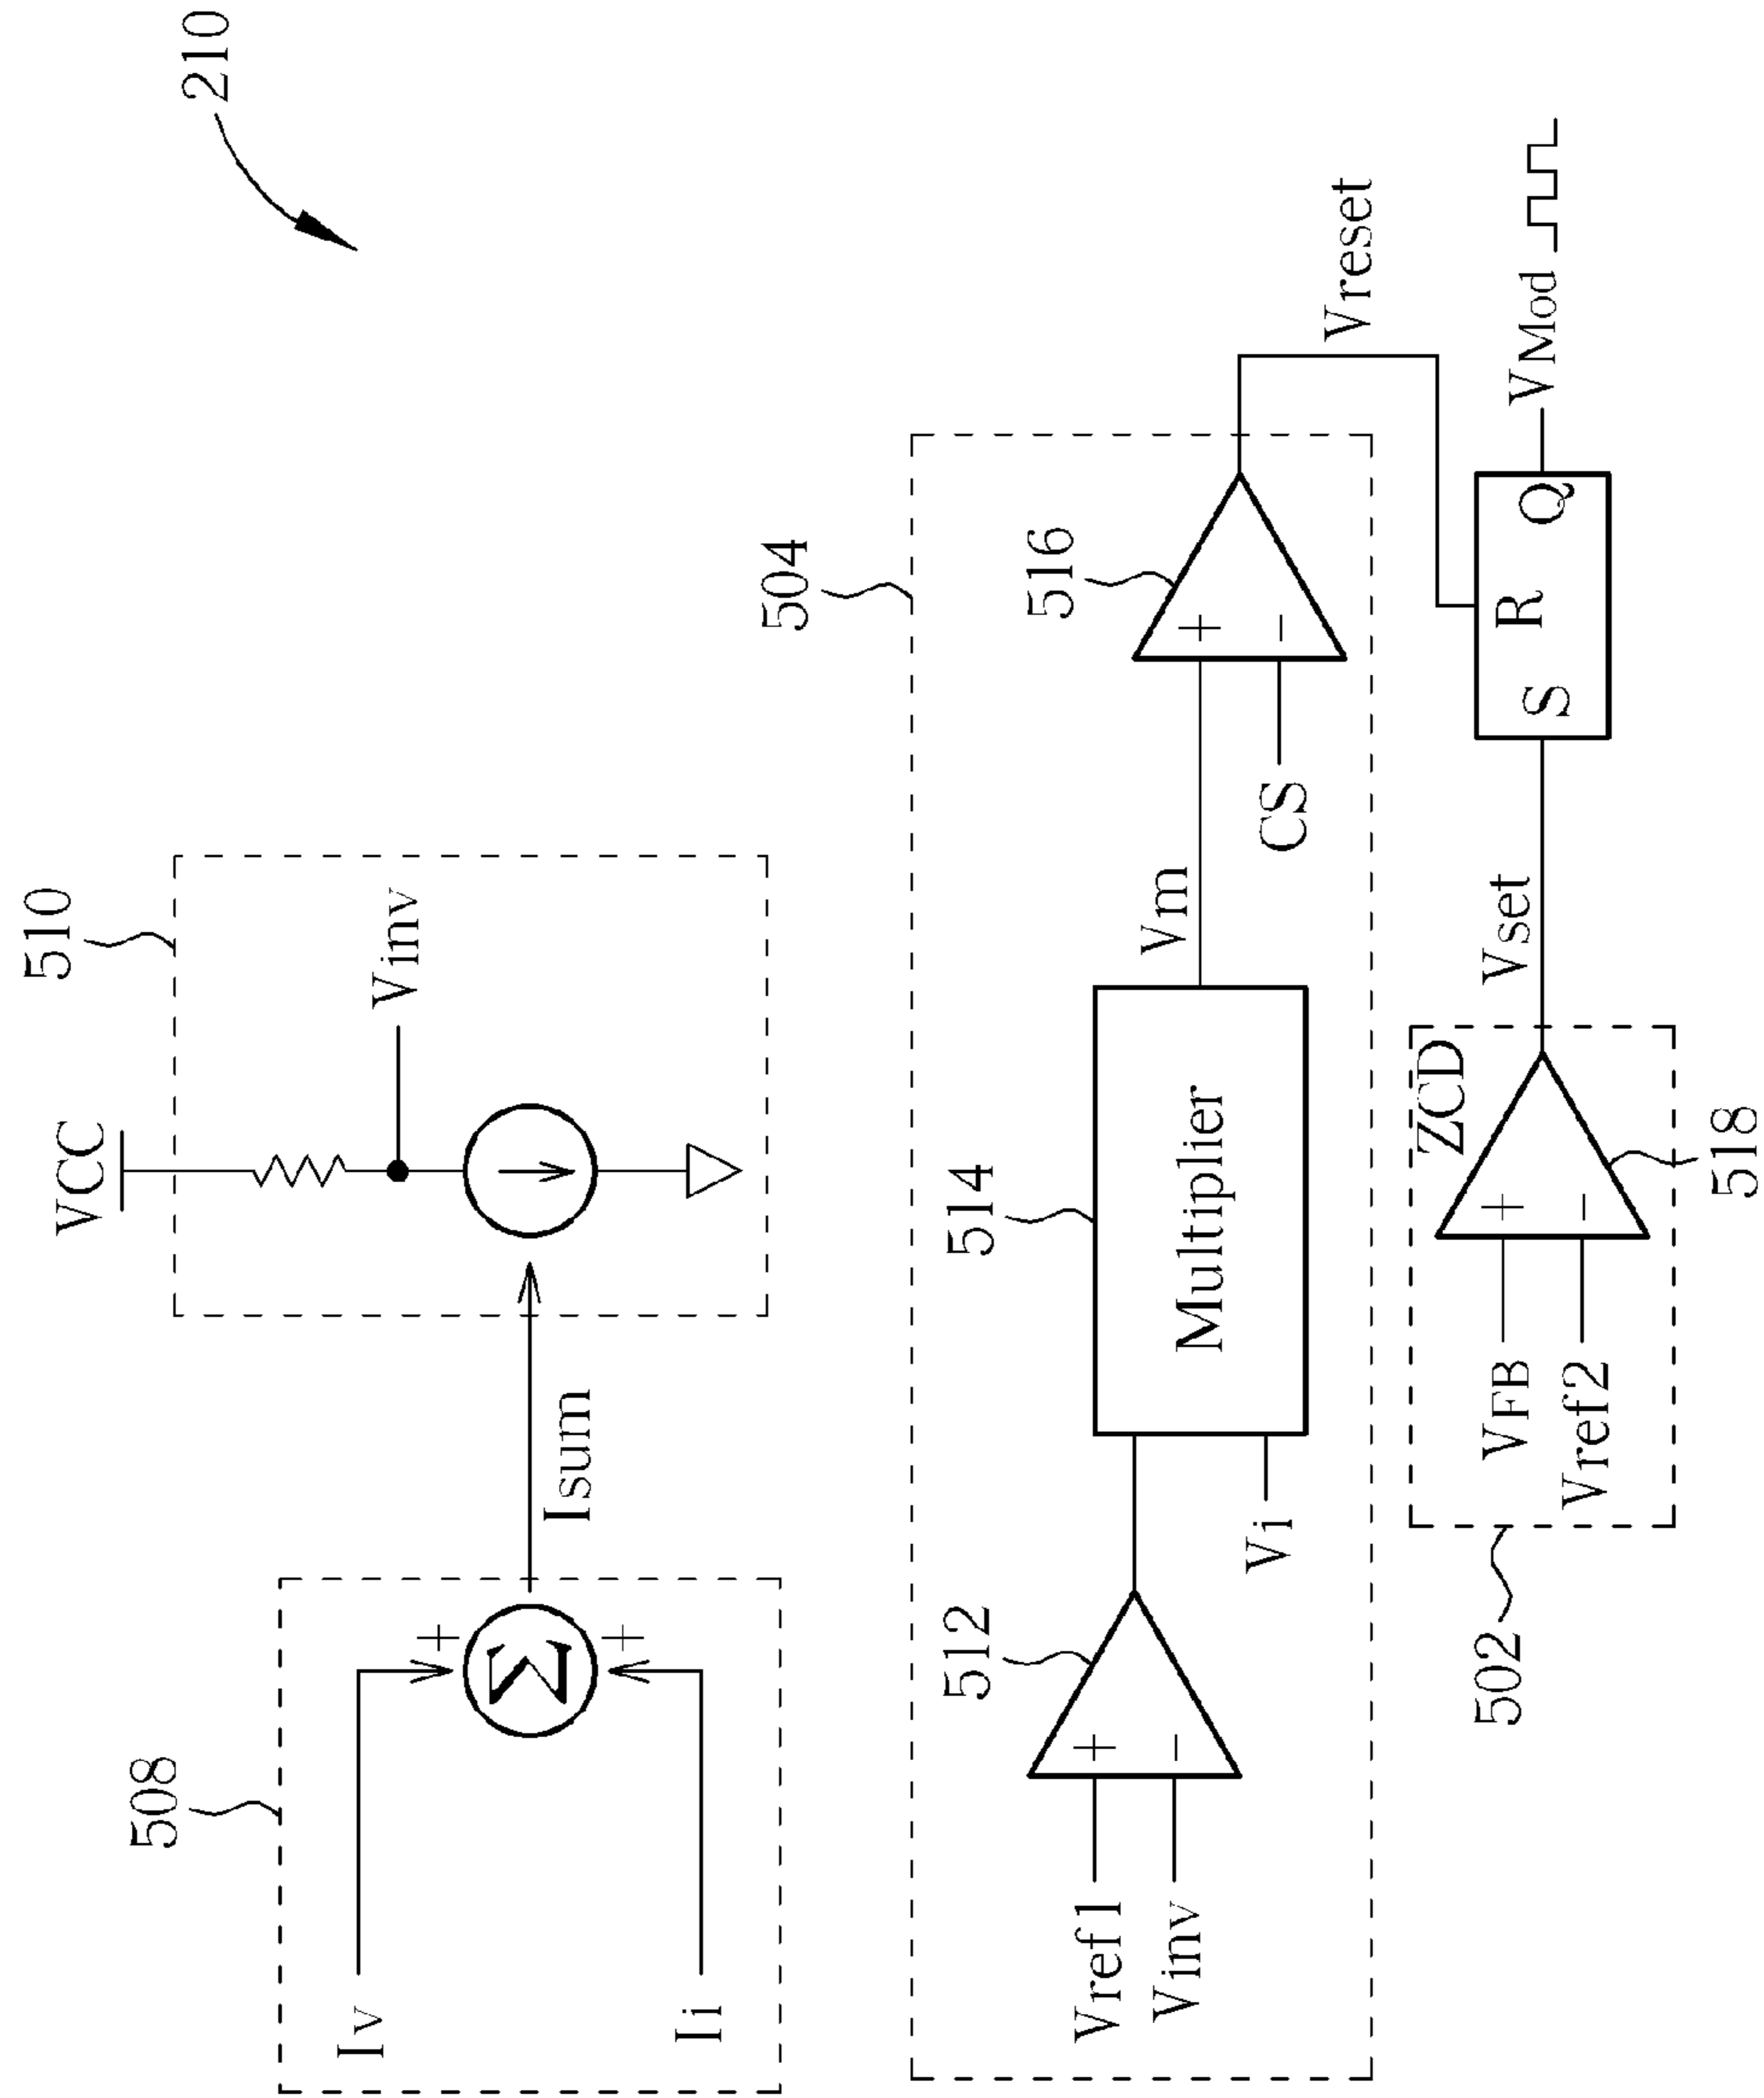 210
510
VCC
Vinv
508
Iv
+
Σ
+
Ii
Isum
504
512
Vref1
+
Vinv
−
514
Multiplier
Vi
Vm
516
+
−
CS
Vreset
502
VFB
+
Vref2
−
ZCD
518
Vset
S
R
Q
VMod